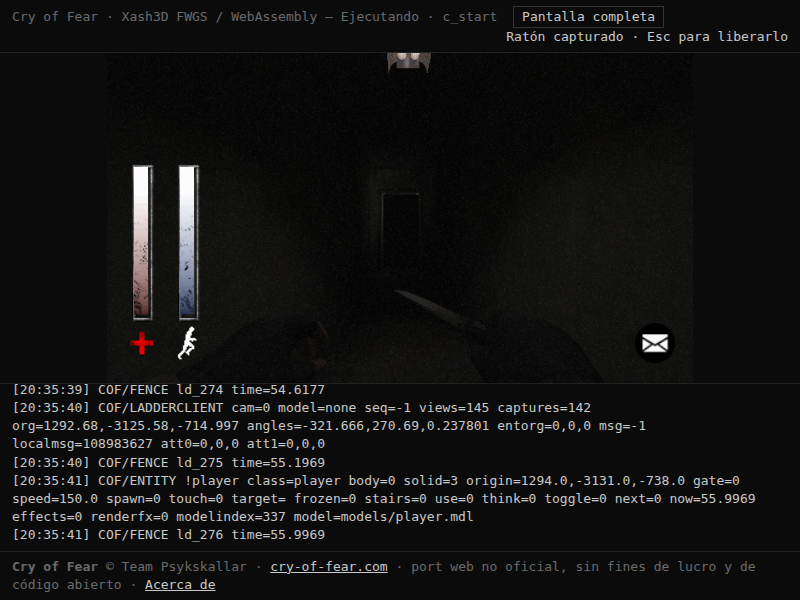 Cry of Fear · Xash3D FWGS / WebAssembly — Ejecutando · c_start
Pantalla completa
Ratón capturado · Esc para liberarlo
[20:35:39] COF/FENCE ld_274 time=54.6177
[20:35:40] COF/LADDERCLIENT cam=0 model=none seq=-1 views=145 captures=142
org=1292.68,-3125.58,-714.997 angles=-321.666,270.69,0.237801 entorg=0,0,0 msg=-1
localmsg=108983627 att0=0,0,0 att1=0,0,0
[20:35:40] COF/FENCE ld_275 time=55.1969
[20:35:41] COF/ENTITY !player class=player body=0 solid=3 origin=1294.0,-3131.0,-738.0 gate=0
speed=150.0 spawn=0 touch=0 target= frozen=0 stairs=0 use=0 think=0 toggle=0 next=0 now=55.9969
effects=0 renderfx=0 modelindex=337 model=models/player.mdl
[20:35:41] COF/FENCE ld_276 time=55.9969
Cry of Fear © Team Psykskallar · cry-of-fear.com · port web no oficial, sin fines de lucro y de
código abierto · Acerca de